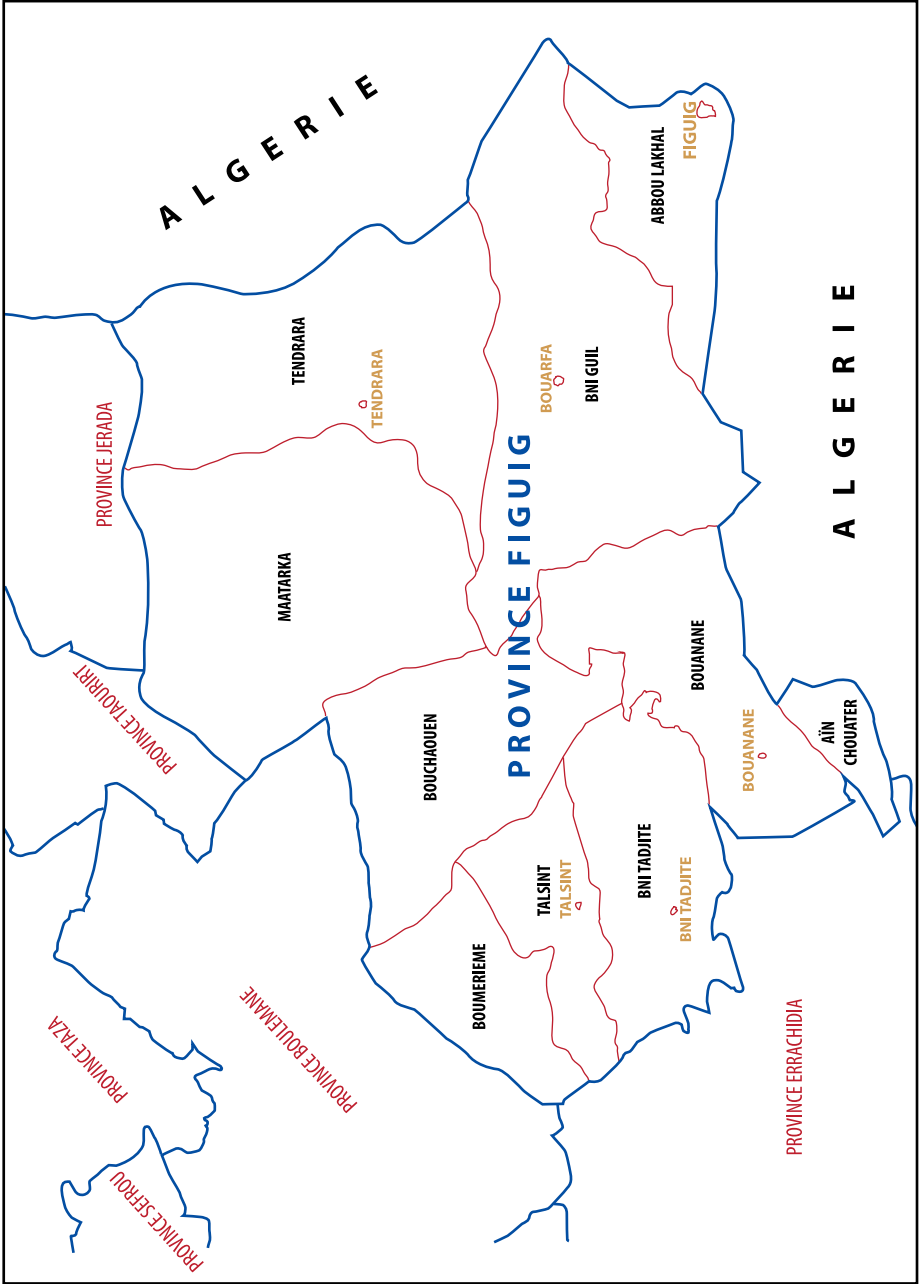 PROVINCE SEFROU
PROVINCE TAZA
PROVINCE TAOURIRT
PROVINCE JERADA
ALGERIE
PROVINCE BOULEMANE
MAATARKA
TENDRARA
TENDRARA
BOUCHAOUEN
BOUMERIEME
PROVINCE FIGUIG
TALSINT
TALSINT
BOUARFA
BNI GUIL
BNI TADJITE
BNI TADJITE
ABBOU LAKHAL
FIGUIG
BOUANANE
BOUANANE
PROVINCE ERRACHIDIA
AÏN
CHOUATER
ALGERIE